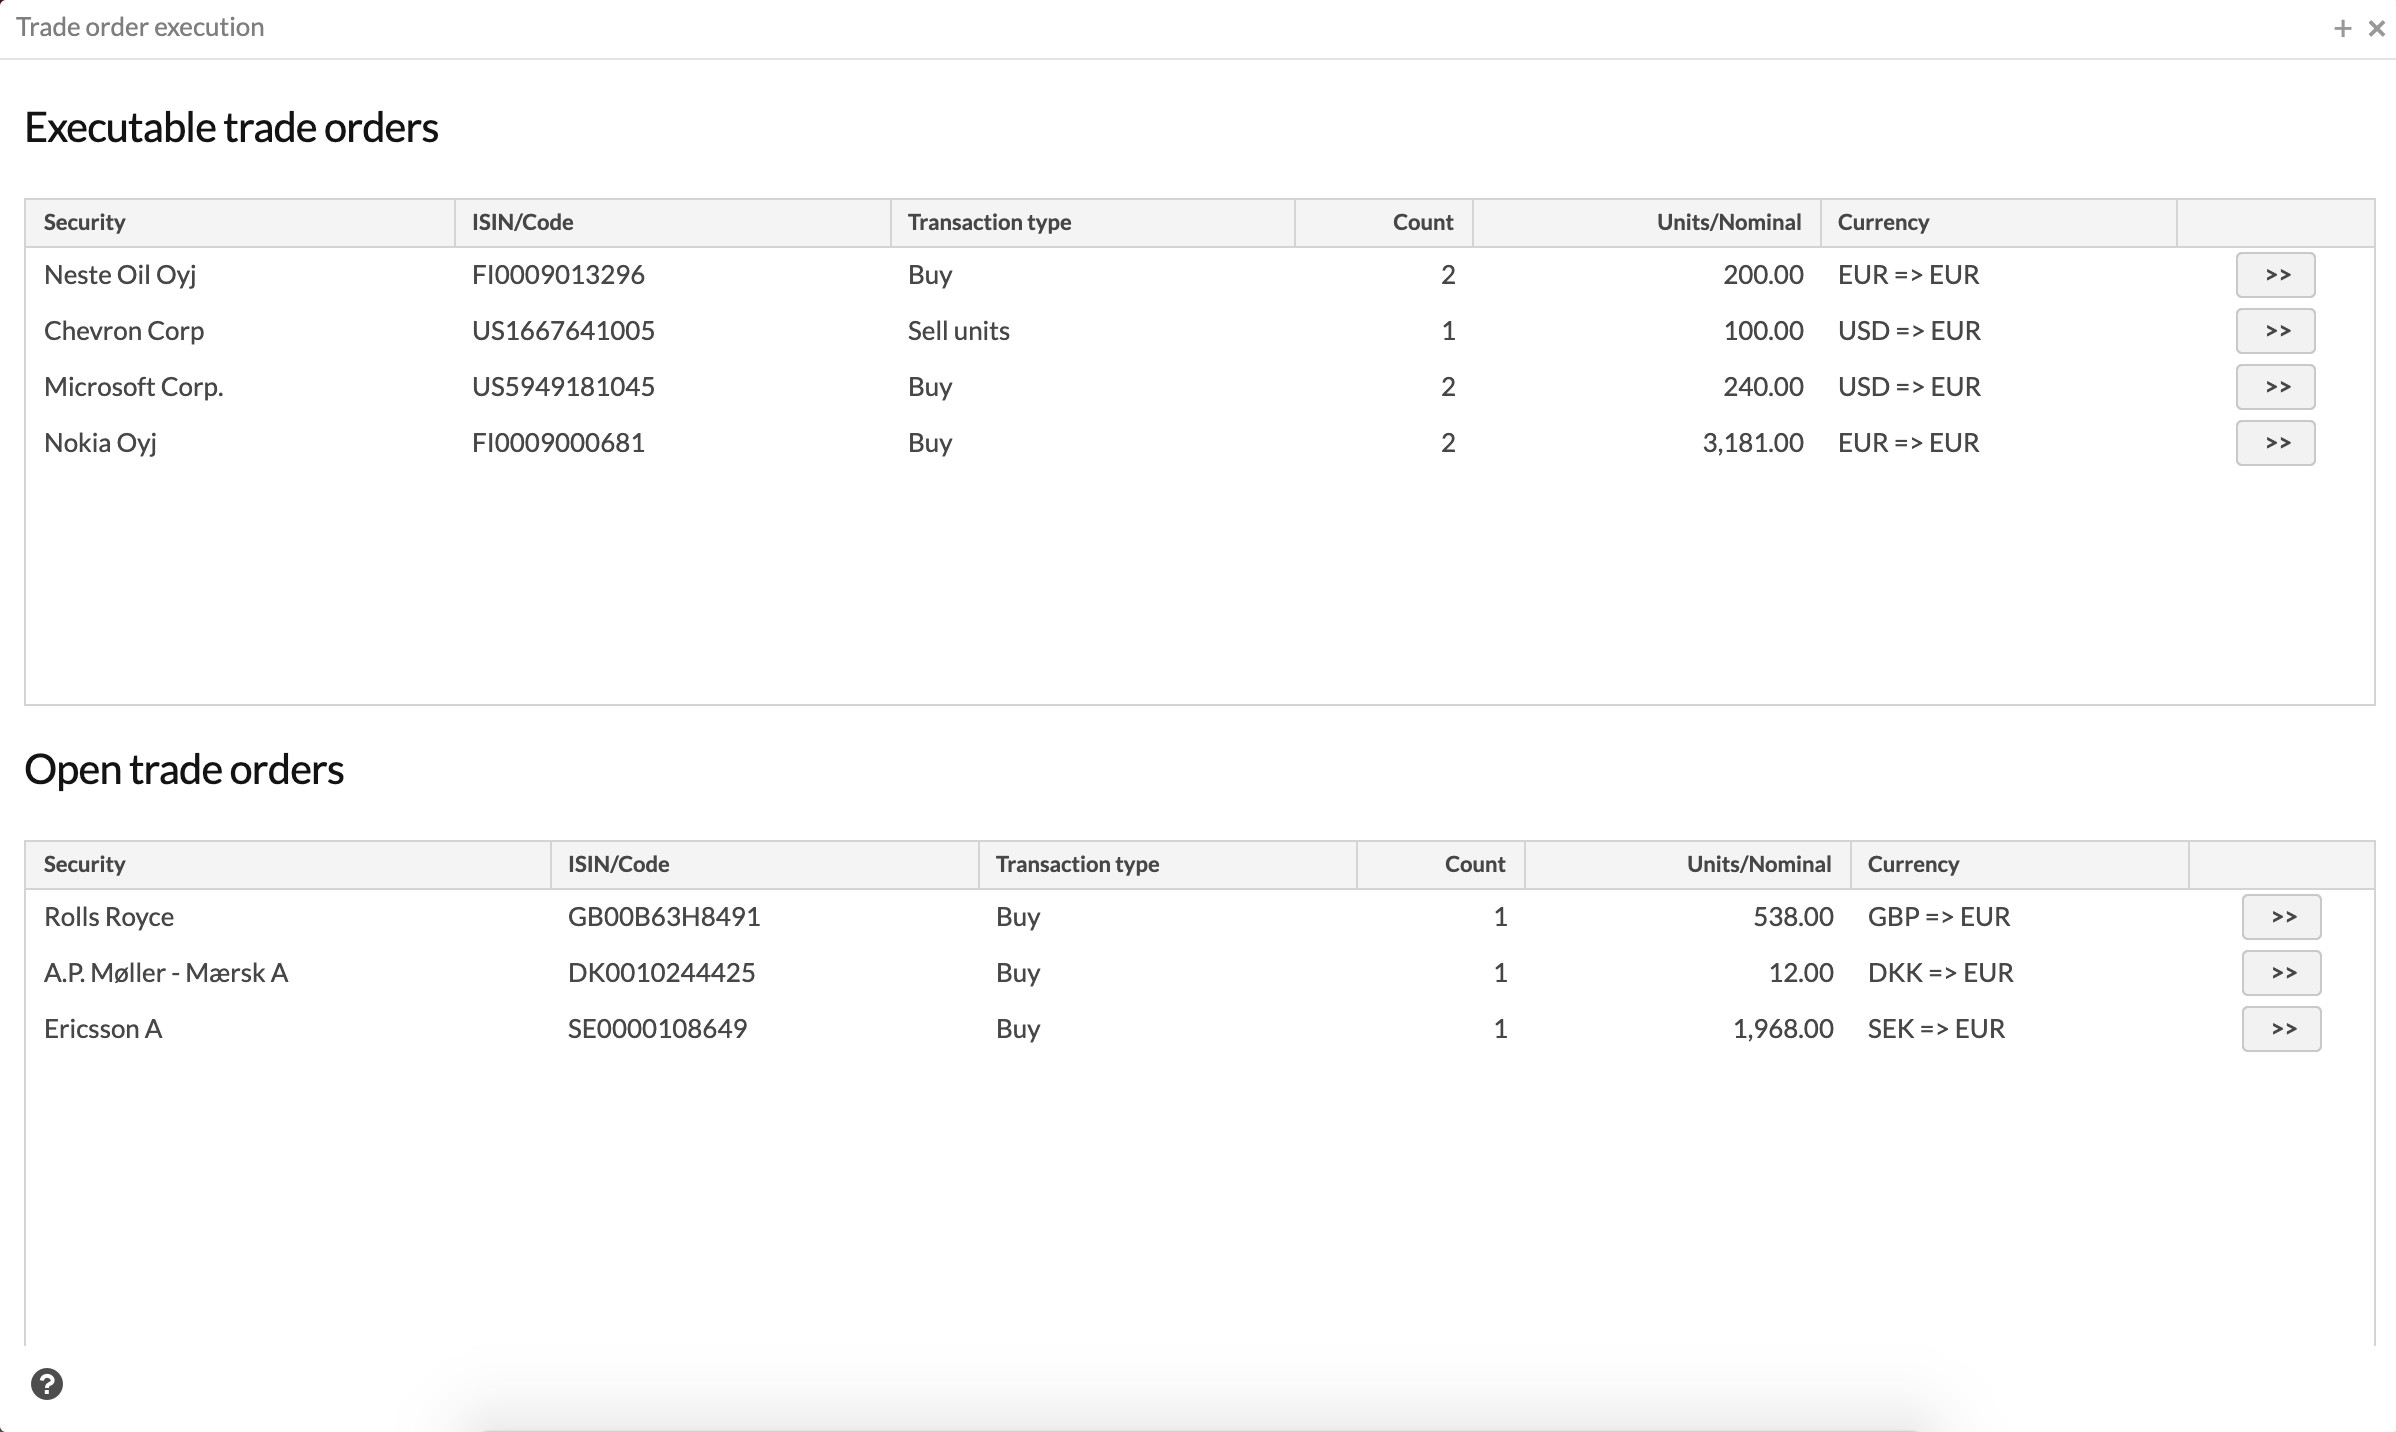 Trade order execution
Executable trade orders
Security ISIN/Code Transaction type Count Units/Nominal Currency
Neste Oil Oyj FI0009013296 Buy 2 200.00 EUR => EUR >>
Chevron Corp US1667641005 Sell units 1 100.00 USD => EUR >>
Microsoft Corp. US5949181045 Buy 2 240.00 USD => EUR >>
Nokia Oyj FI0009000681 Buy 2 3,181.00 EUR => EUR >>
Open trade orders
Security ISIN/Code Transaction type Count Units/Nominal Currency
Rolls Royce GB00B63H8491 Buy 1 538.00 GBP => EUR >>
A.P. Møller - Mærsk A DK0010244425 Buy 1 12.00 DKK => EUR >>
Ericsson A SE0000108649 Buy 1 1,968.00 SEK => EUR >>
?